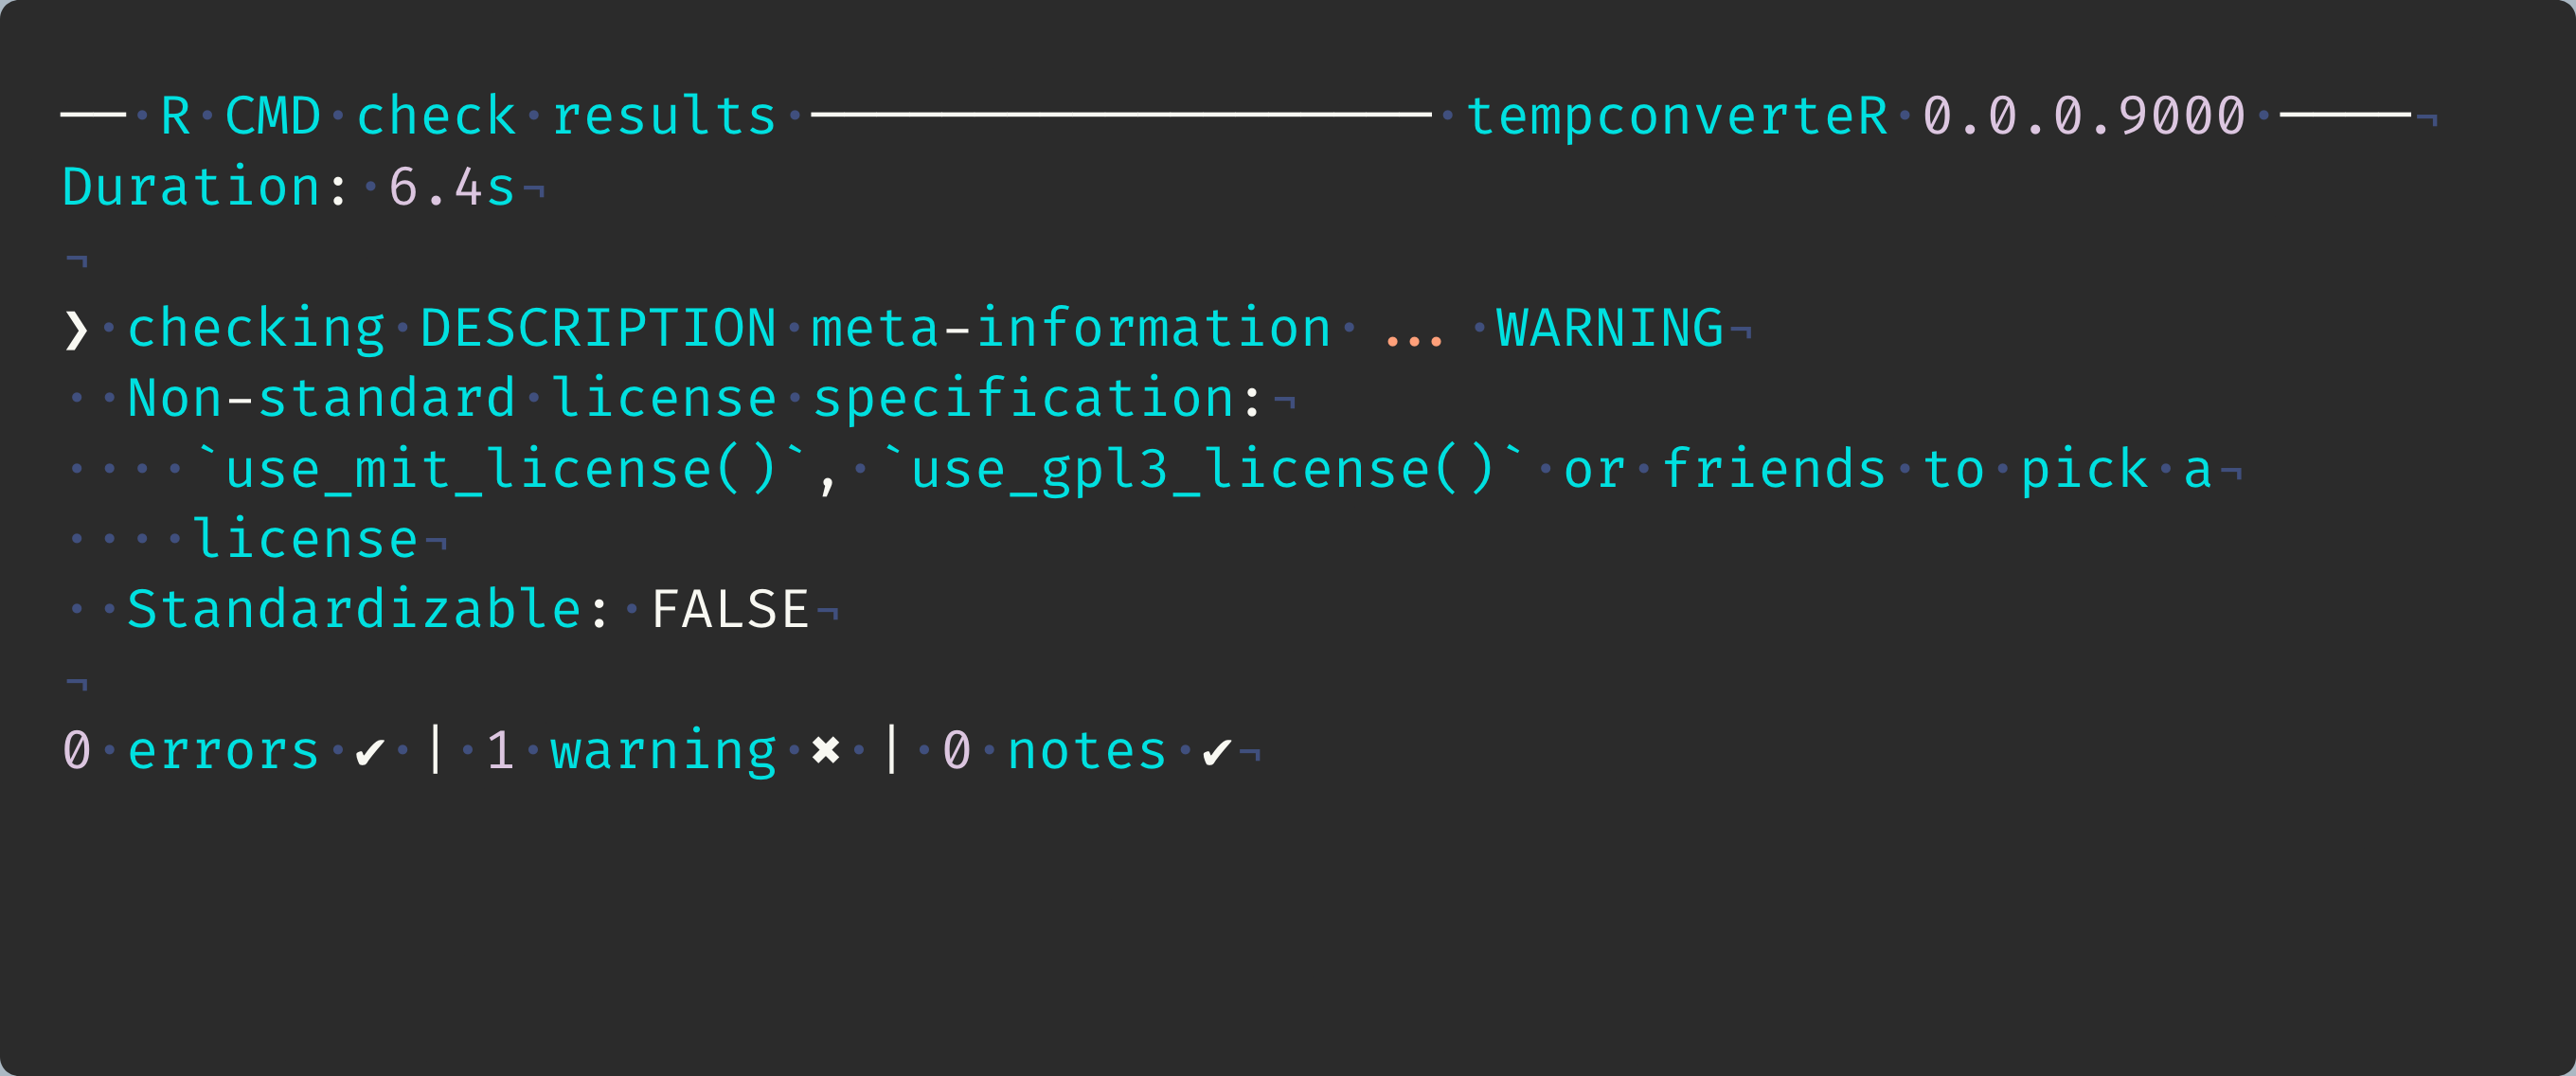 ── R CMD check results ─────────────────── tempconverteR 0.0.0.9000 ────
Duration: 6.4s

❯ checking DESCRIPTION meta-information ... WARNING
  Non-standard license specification:
    `use_mit_license()`, `use_gpl3_license()` or friends to pick a
    license
  Standardizable: FALSE

0 errors ✔ | 1 warning ✖ | 0 notes ✔